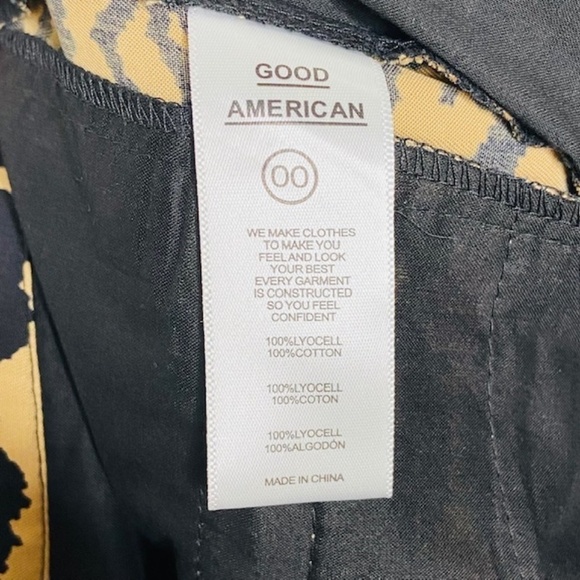 GOOD
AMERICAN
00
WE MAKE CLOTHES
TO MAKE YOU
FEEL AND LOOK
YOUR BEST
EVERY GARMENT
IS CONSTRUCTED
SO YOU FEEL
CONFIDENT
100%LYOCELL
100%COTTON
100%LYOCELL
100%COTON
100%LYOCELL
100%ALGODÓN
MADE IN CHINA